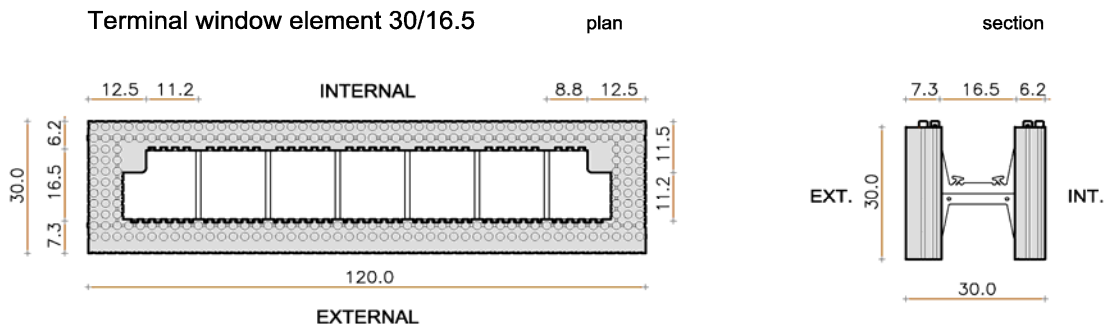 Terminal window element 30/16.5 plan section
12.5 11.2 INTERNAL 8.8 12.5 7.3 16.5 6.2
6.2
11.5
16.5
30.0
11.2
7.3
EXT. 30.0 INT.
120.0
30.0
EXTERNAL